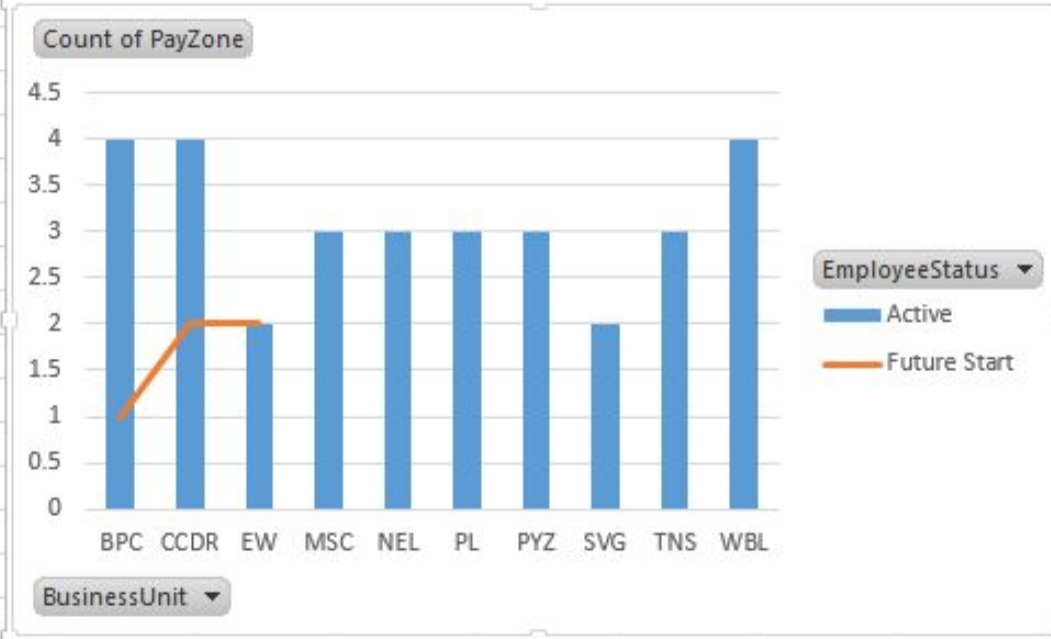 Count of PayZone
4.5
4
3.5
3
2.5
2
1.5
1
0.5
0
BPC CCDR EW MSC NEL PL PYZ SVG TNS WBL
EmployeeStatus
Active
Future Start
BusinessUnit